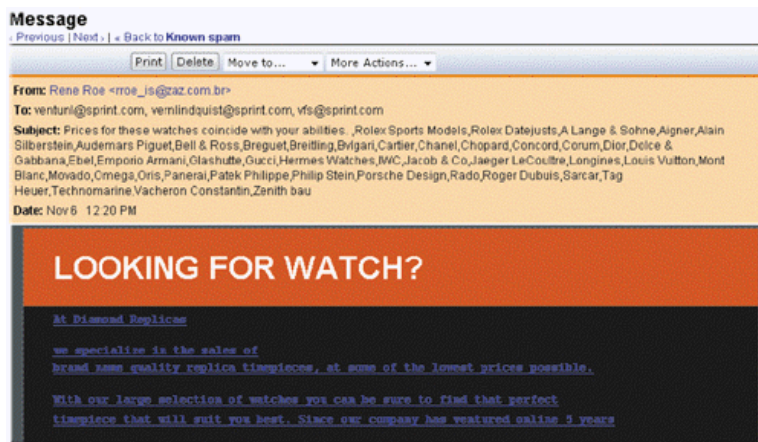 Message
‹ Previous | Next › | « Back to Known spam
Print Delete Move to... More Actions...
From: Rene Roe <rroe_is@zaz.com.br>
To: venturi@sprint.com, vernlindquist@sprint.com, vfs@sprint.com
Subject: Prices for these watches coincide with your abilities. ,Rolex Sports Models,Rolex Datejusts,A Lange & Sohne,Aigner,Alain
Silberstein,Audemars Piguet,Bell & Ross,Breguet,Breitling,Bvlgari,Cartier,Chanel,Chopard,Concord,Corum,Dior,Dolce &
Gabbana,Ebel,Emporio Armani,Glashutte,Gucci,Hermes Watches,IWC,Jacob & Co,Jaeger LeCoultre,Longines,Louis Vuitton,Mont
Blanc,Movado,Omega,Oris,Panerai,Patek Philippe,Philip Stein,Porsche Design,Rado,Roger Dubuis,Sarcar,Tag
Heuer,Technomarine,Vacheron Constantin,Zenith bau
Date: Nov 6 12:20 PM
LOOKING FOR WATCH?
At Diamond Replicas
we specialize in the sales of
brand name quality replica timepieces, at some of the lowest prices possible.
With our large selection of watches you can be sure to find that perfect
timepiece that will suit you best. Since our company has ventured online 5 years